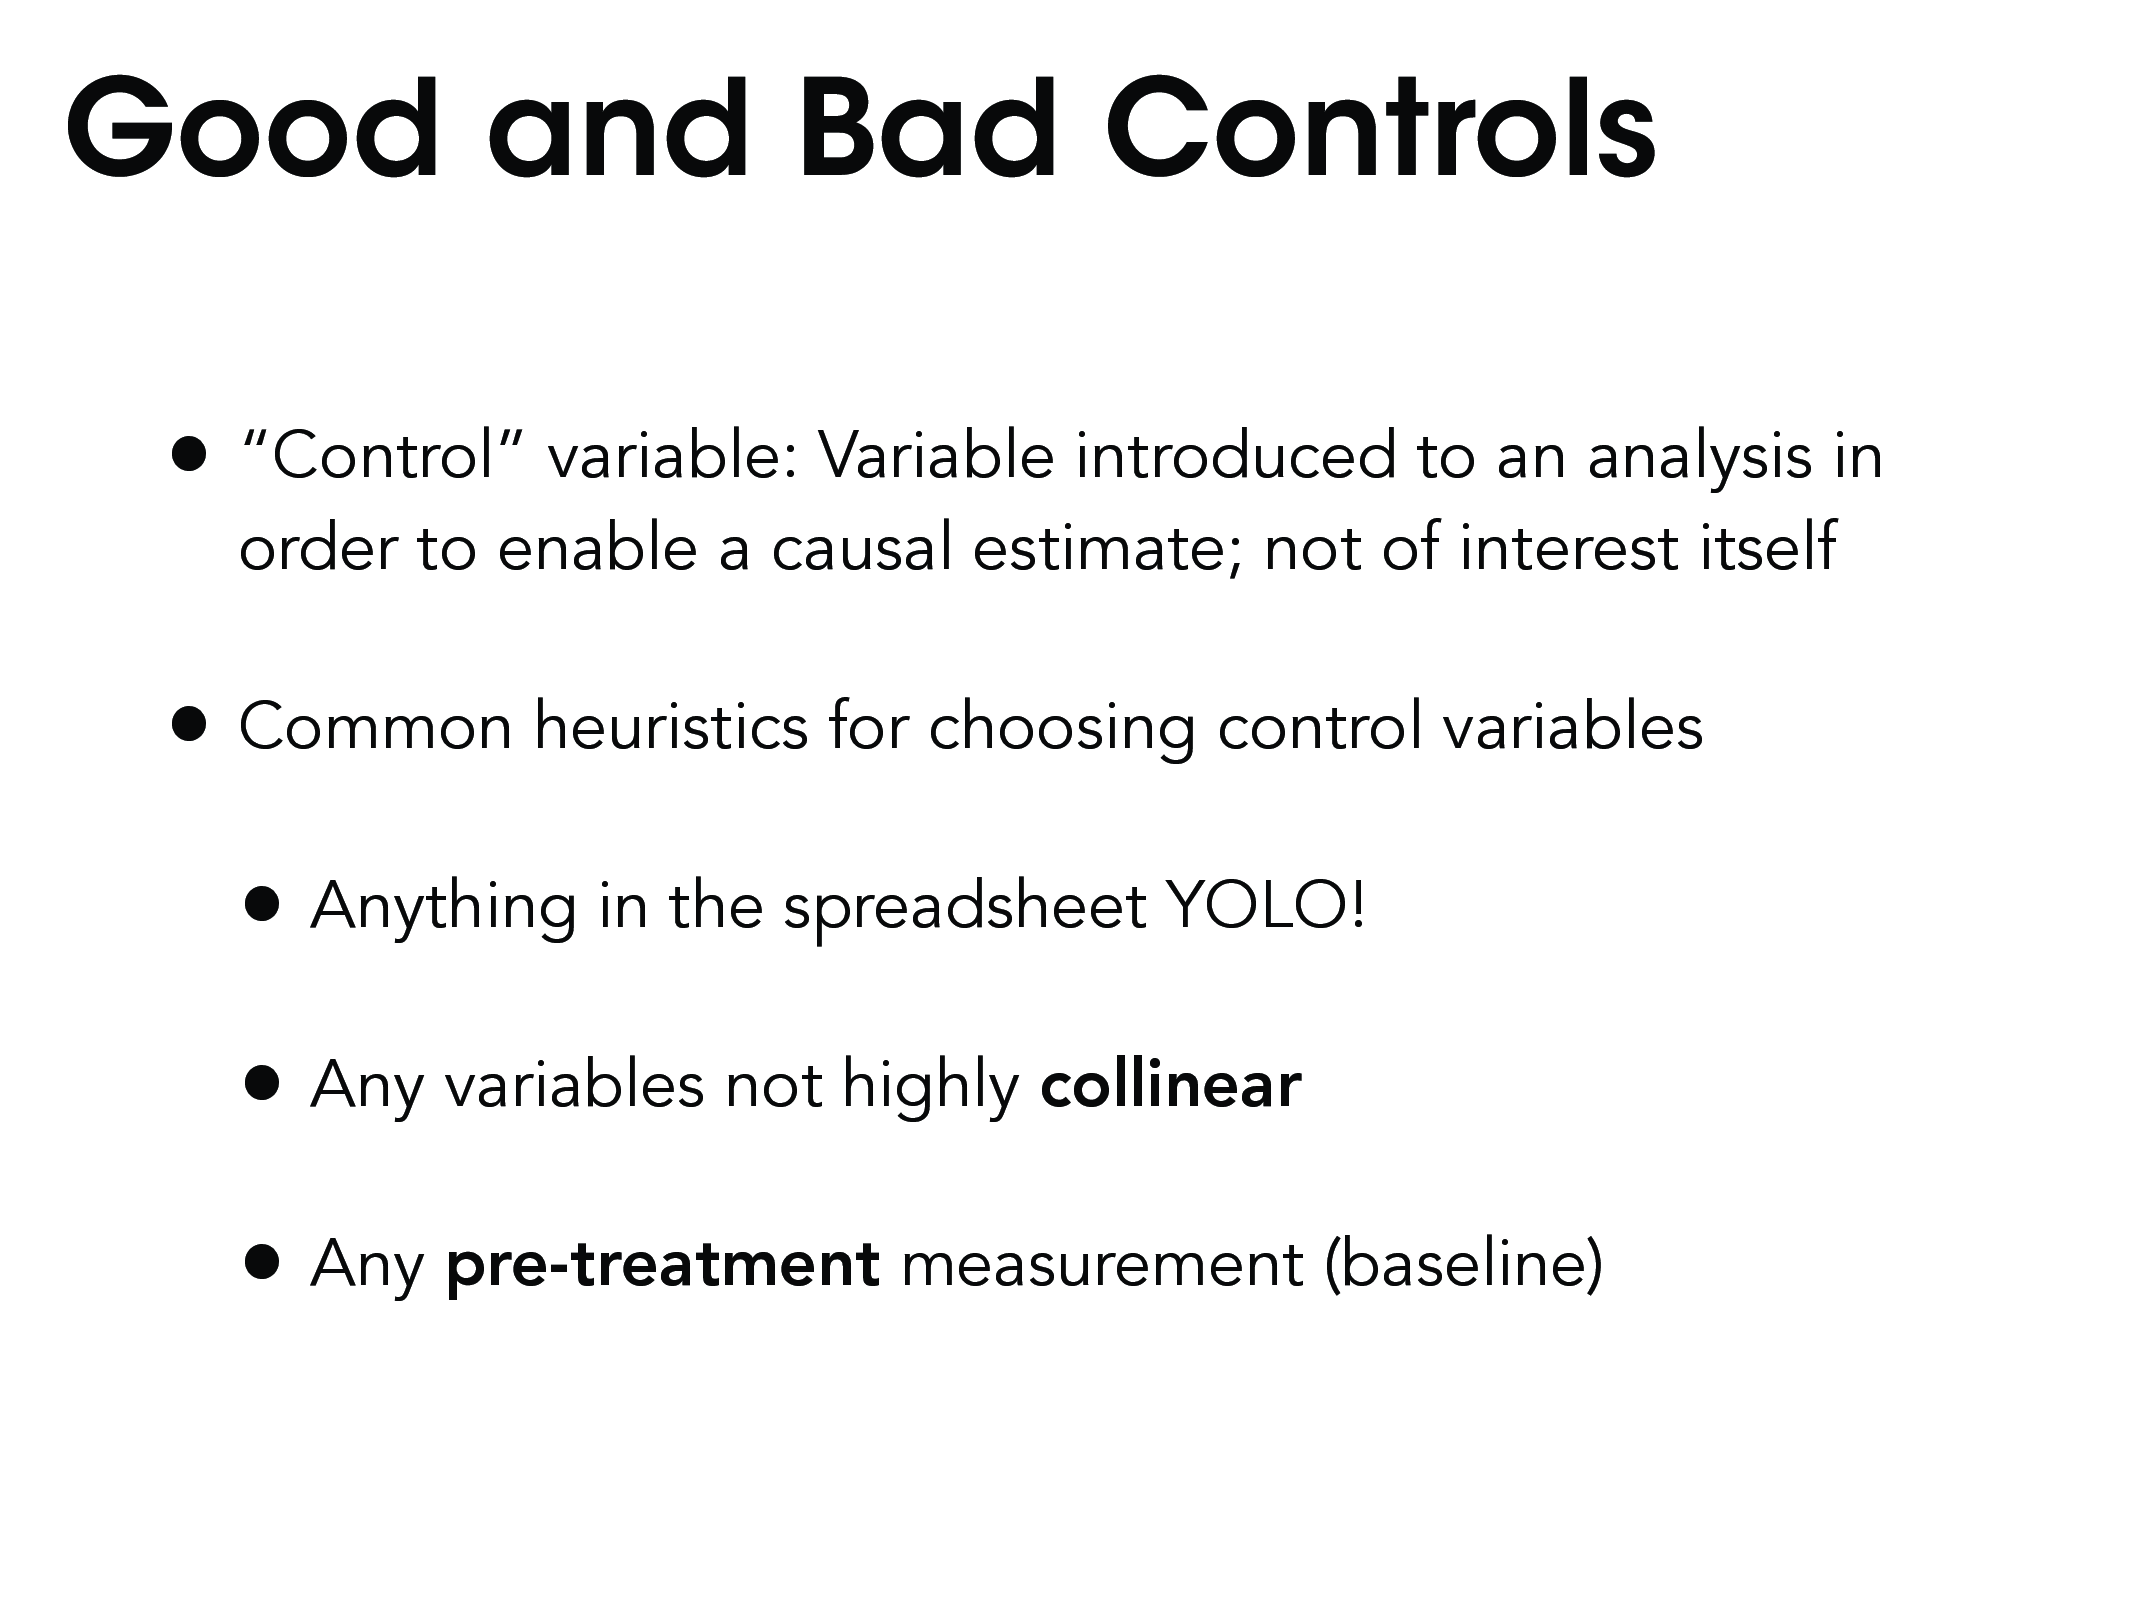 Good and Bad Controls
• “Control” variable: Variable introduced to an analysis in
order to enable a causal estimate; not of interest itself
• Common heuristics for choosing control variables
• Anything in the spreadsheet YOLO!
• Any variables not highly collinear
• Any pre-treatment measurement (baseline)